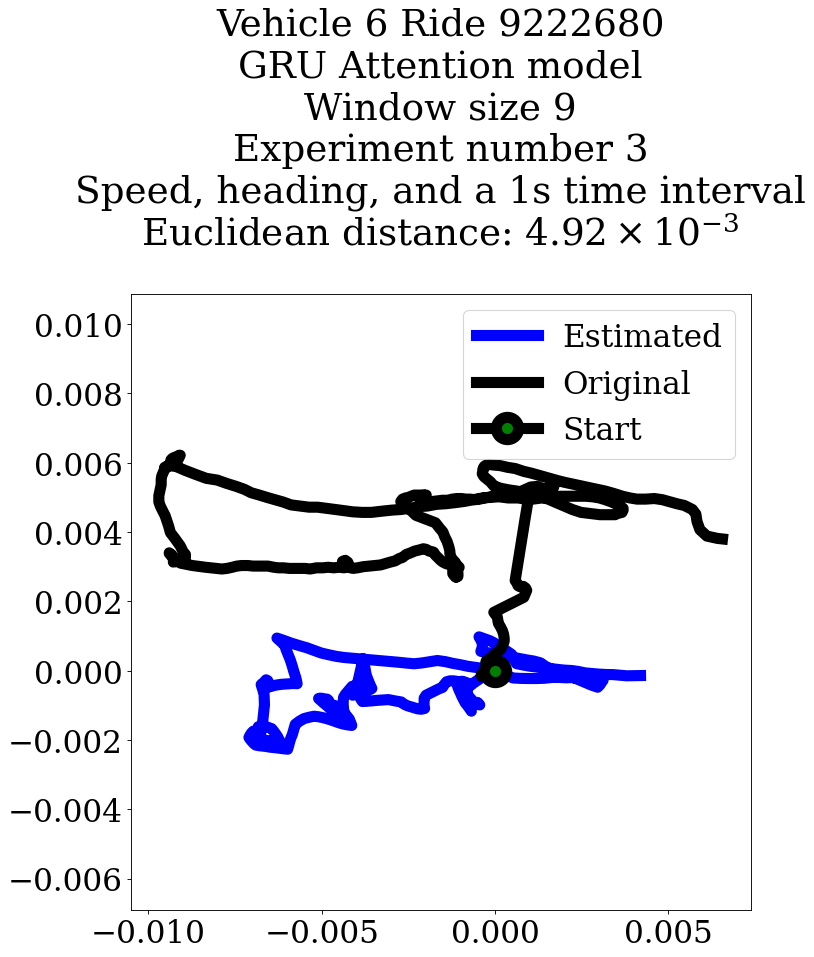 Vehicle 6 Ride 9222680
GRU Attention model
Window size 9
Experiment number 3
Speed, heading, and a 1s time interval
Euclidean distance: 4.92 × 10⁻³
Estimated
Original
Start
0.010
0.008
0.006
0.004
0.002
0.000
−0.002
−0.004
−0.006
−0.010 −0.005 0.000 0.005